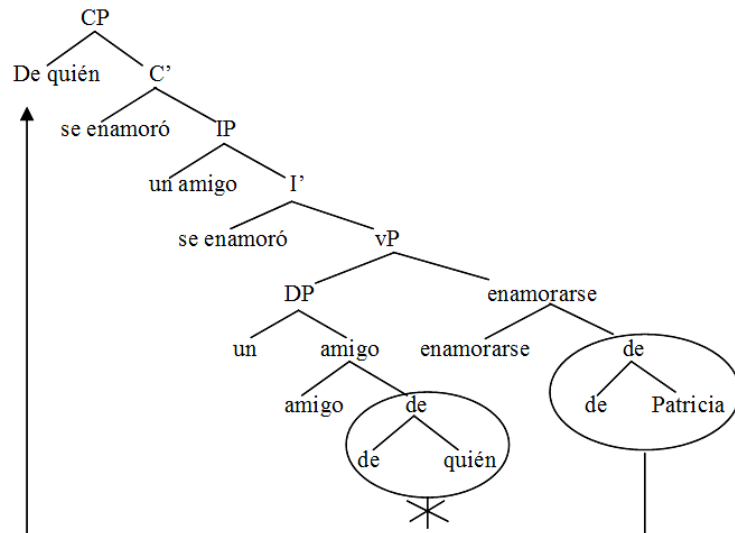 CP
De quién C’
se enamoró IP
un amigo I’
se enamoró vP
DP enamorarse
un amigo enamorarse de
amigo de de Patricia
de quién